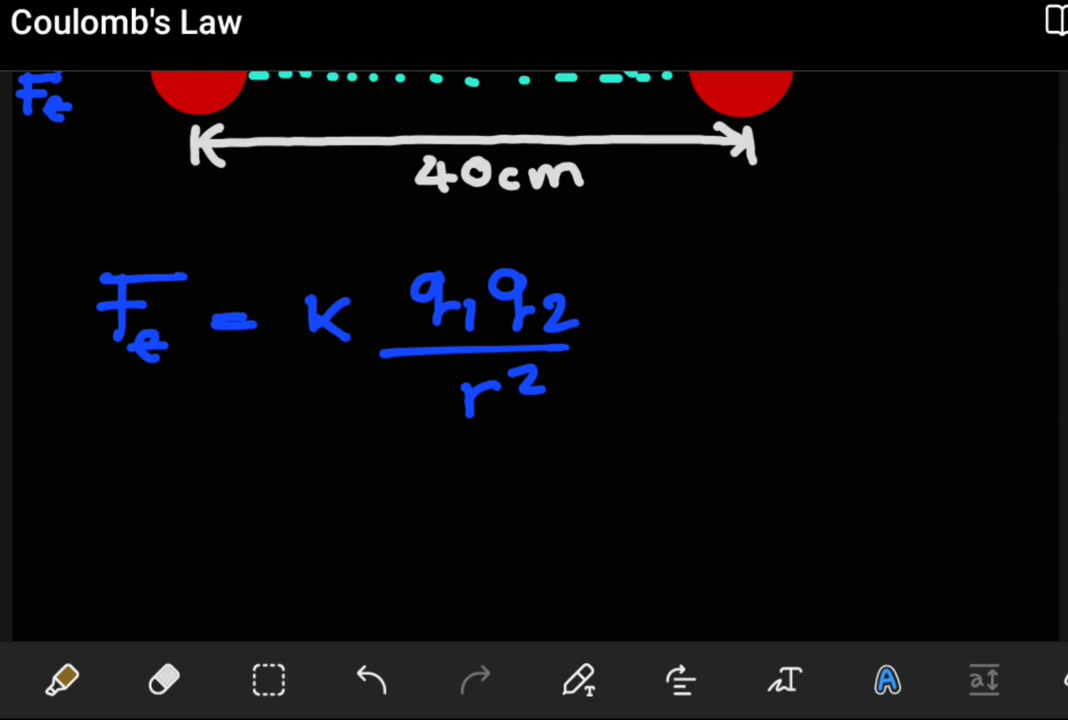 Coulomb's Law
Fe
40cm
Fe = K q1q2 / r²
T
T
A
a